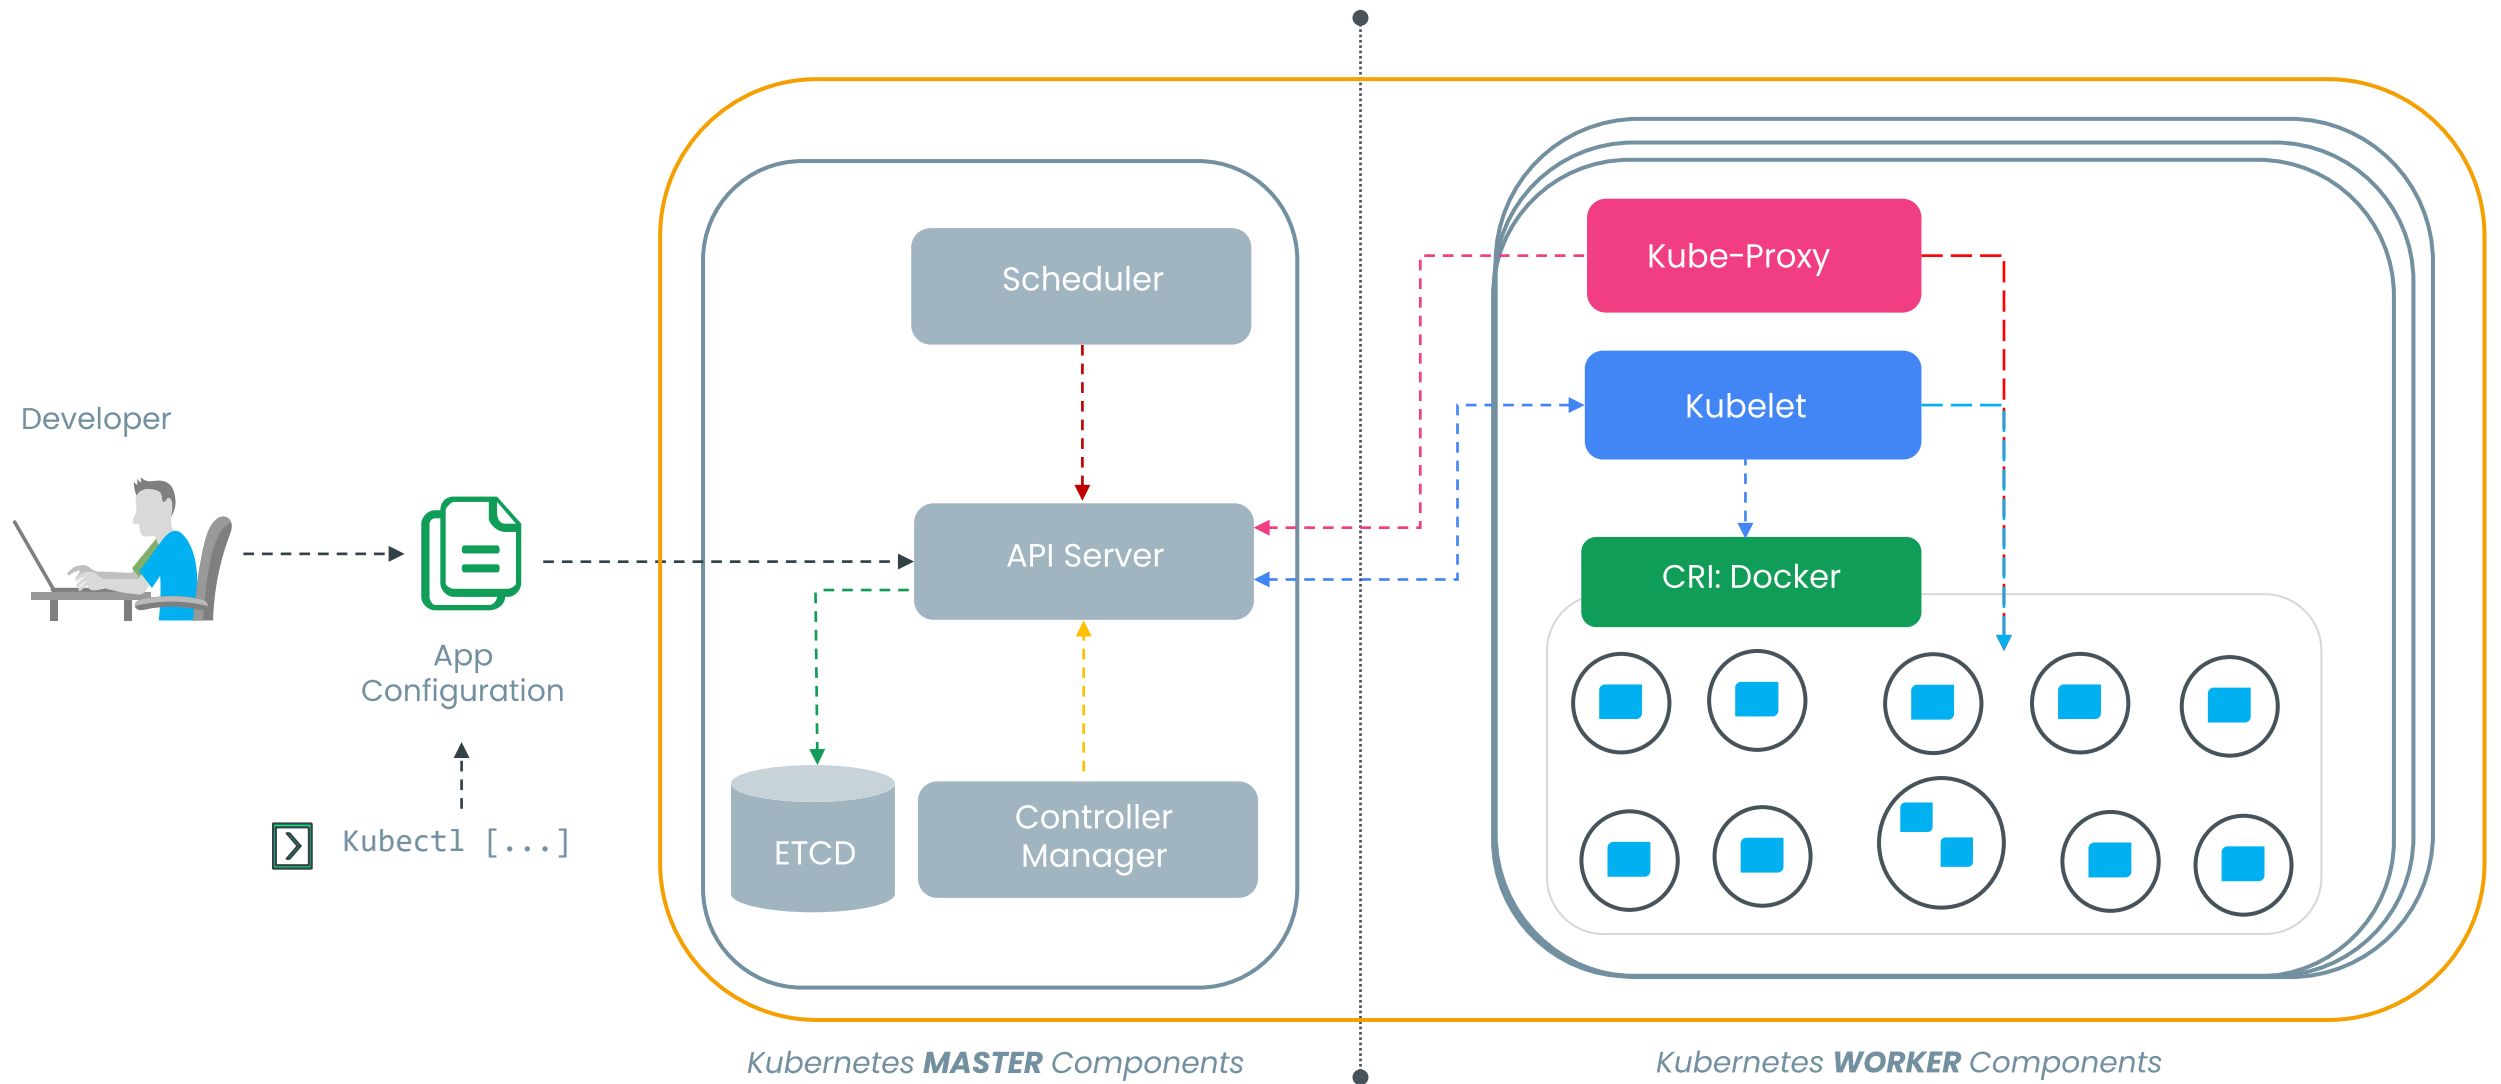 Developer
App
Configuration
Kubectl [...]
Scheduler
API Server
ETCD
Controller
Manager
Kube-Proxy
Kubelet
CRI: Docker
Kubernetes MASTER Components
Kubernetes WORKER Components